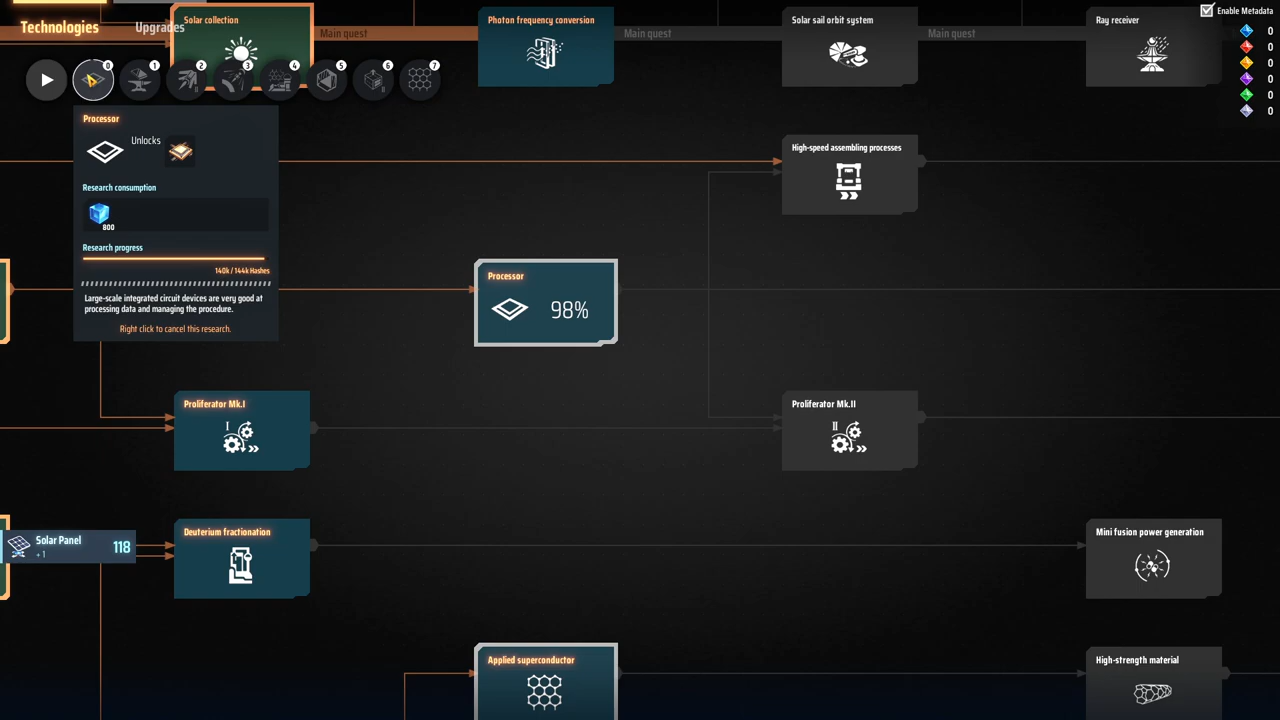 Technologies
Upgrades
Solar collection
Main quest
Photon frequency conversion
Main quest
Solar sail orbit system
Main quest
Ray receiver
Enable Metadata
0
0
0
0
0
0
0
1
2
3
4
5
6
7
Processor
Unlocks
Research consumption
800
Research progress
140k / 144k Hashes
Large-scale integrated circuit devices are very good at
processing data and managing the procedure.
Right click to cancel this research.
High-speed assembling processes
Processor
98%
Proliferator Mk.I
I
Proliferator Mk.II
II
Solar Panel
+ 1
118
Deuterium fractionation
Mini fusion power generation
Applied superconductor
High-strength material